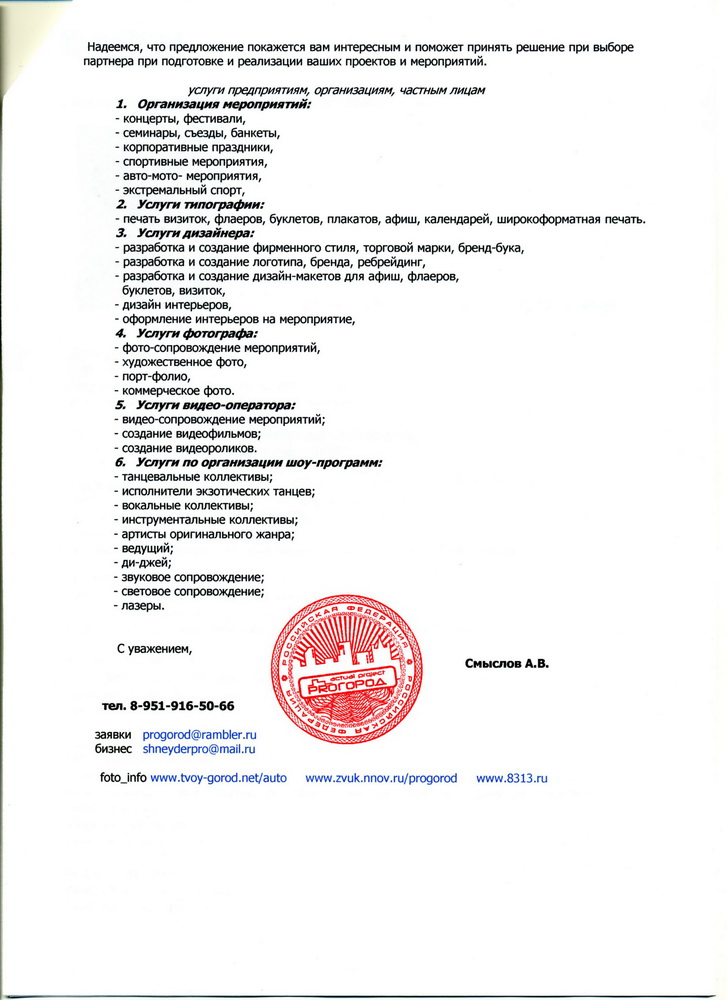 Надеемся, что предложение покажется вам интересным и поможет принять решение при выборе
партнера при подготовке и реализации ваших проектов и мероприятий.
услуги предприятиям, организациям, частным лицам
1. Организация мероприятий:
- концерты, фестивали,
- семинары, съезды, банкеты,
- корпоративные праздники,
- спортивные мероприятия,
- авто-мото- мероприятия,
- экстремальный спорт,
2. Услуги типографии:
- печать визиток, флаеров, буклетов, плакатов, афиш, календарей, широкоформатная печать.
3. Услуги дизайнера:
- разработка и создание фирменного стиля, торговой марки, бренд-бука,
- разработка и создание логотипа, бренда, ребрейдинг,
- разработка и создание дизайн-макетов для афиш, флаеров,
буклетов, визиток,
- дизайн интерьеров,
- оформление интерьеров на мероприятие,
4. Услуги фотографа:
- фото-сопровождение мероприятий,
- художественное фото,
- порт-фолио,
- коммерческое фото.
5. Услуги видео-оператора:
- видео-сопровождение мероприятий;
- создание видеофильмов;
- создание видеороликов.
6. Услуги по организации шоу-программ:
- танцевальные коллективы;
- исполнители экзотических танцев;
- вокальные коллективы;
- инструментальные коллективы;
- артисты оригинального жанра;
- ведущий;
- ди-джей;
- звуковое сопровождение;
- световое сопровождение;
- лазеры.
РОССИЙСКАЯ ФЕДЕРАЦИЯ
РОССИЙСКАЯ ФЕДЕРАЦИЯ
actual project
PROГОРОД
С уважением,
Смыслов А.В.
тел. 8-951-916-50-66
заявки progorod@rambler.ru
бизнес shneyderpro@mail.ru
foto_info www.tvoy-gorod.net/auto www.zvuk.nnov.ru/progorod www.8313.ru